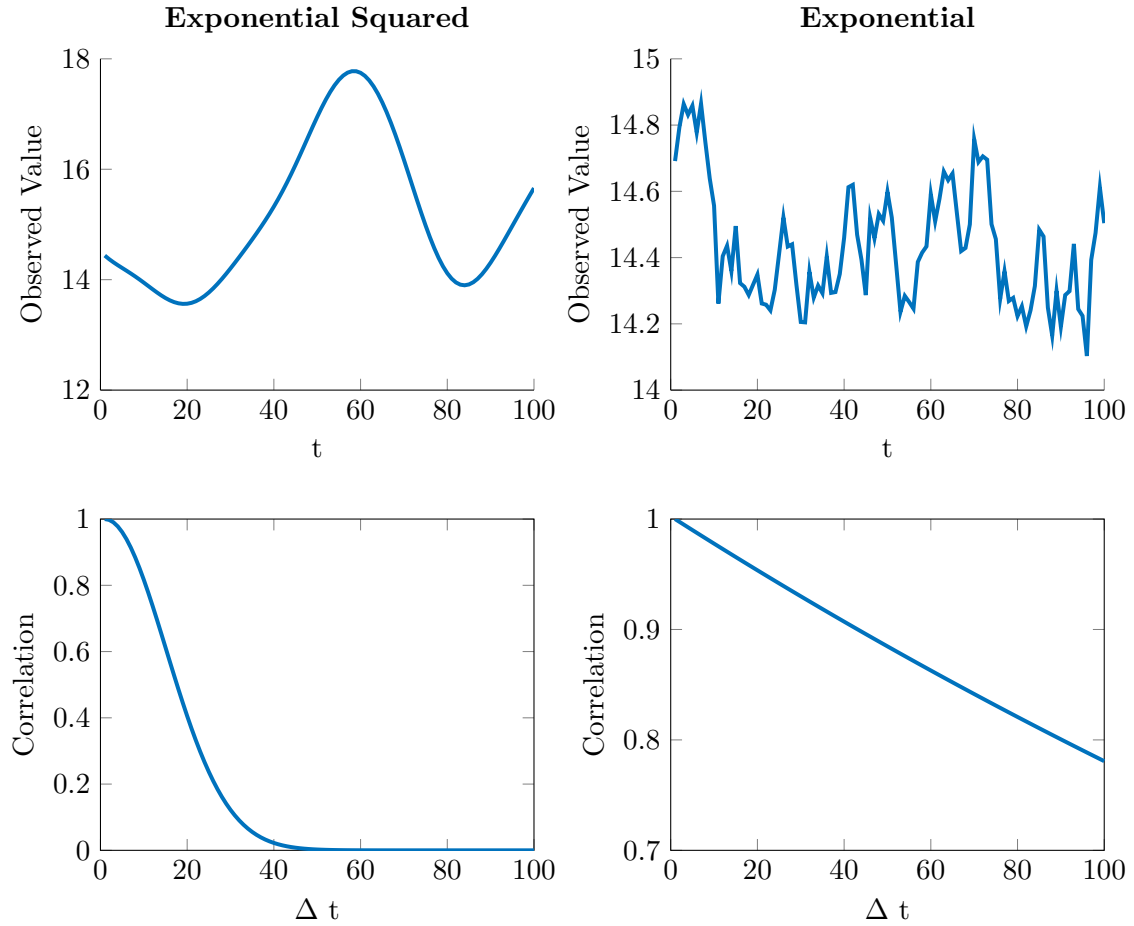 Exponential Squared
18
16
14
12
Observed Value
0 20 40 60 80 100
t
Exponential
15
14.8
14.6
14.4
14.2
14
Observed Value
0 20 40 60 80 100
t
1
0.8
0.6
0.4
0.2
0
Correlation
0 20 40 60 80 100
Δ t
1
0.9
0.8
0.7
Correlation
0 20 40 60 80 100
Δ t